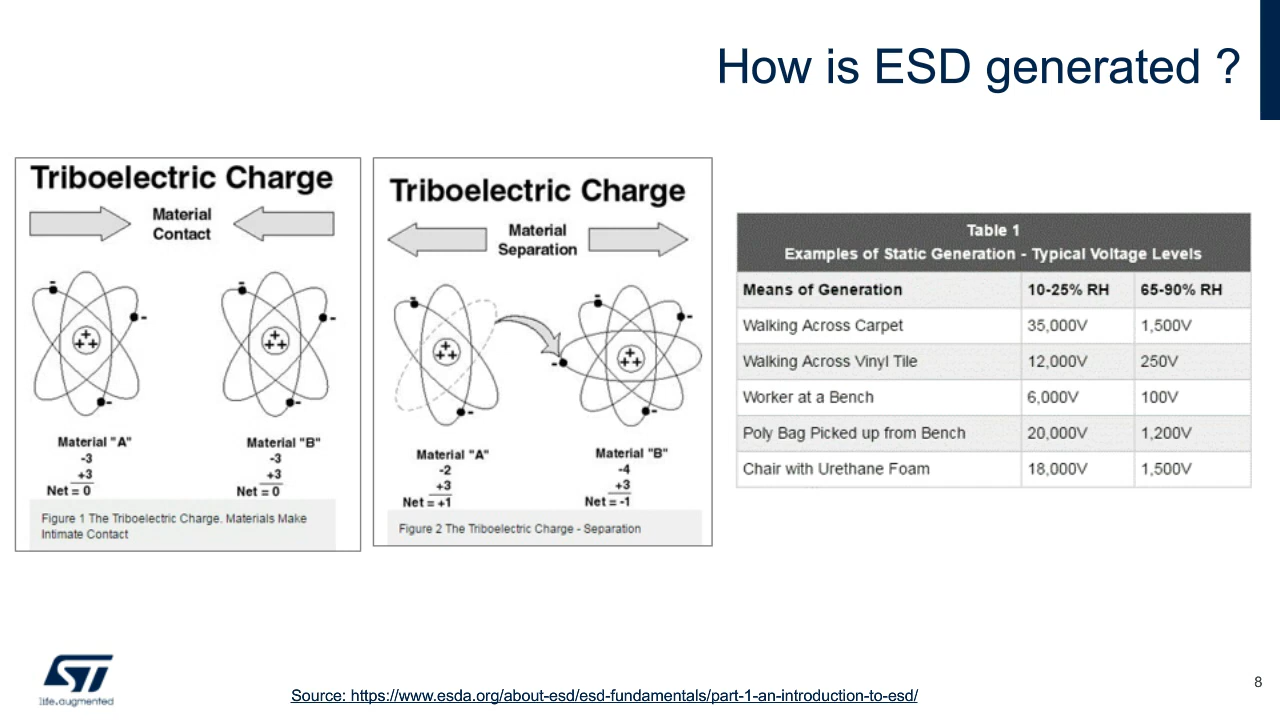 How is ESD generated ?
Triboelectric Charge
Material
Contact
-
-
+
++
-
-
-
+
++
-
Material "A"
-3
+3
Net = 0
Material "B"
-3
+3
Net = 0
Figure 1 The Triboelectric Charge. Materials Make
Intimate Contact
Triboelectric Charge
Material
Separation
-
+
++
-
-
-
-
+
++
-
Material "A"
-2
+3
Net = +1
Material "B"
-4
+3
Net = -1
Figure 2 The Triboelectric Charge - Separation
Table 1
Examples of Static Generation - Typical Voltage Levels
Means of Generation 10-25% RH 65-90% RH
Walking Across Carpet 35,000V 1,500V
Walking Across Vinyl Tile 12,000V 250V
Worker at a Bench 6,000V 100V
Poly Bag Picked up from Bench 20,000V 1,200V
Chair with Urethane Foam 18,000V 1,500V
ST
life.augmented
Source: https://www.esda.org/about-esd/esd-fundamentals/part-1-an-introduction-to-esd/
8